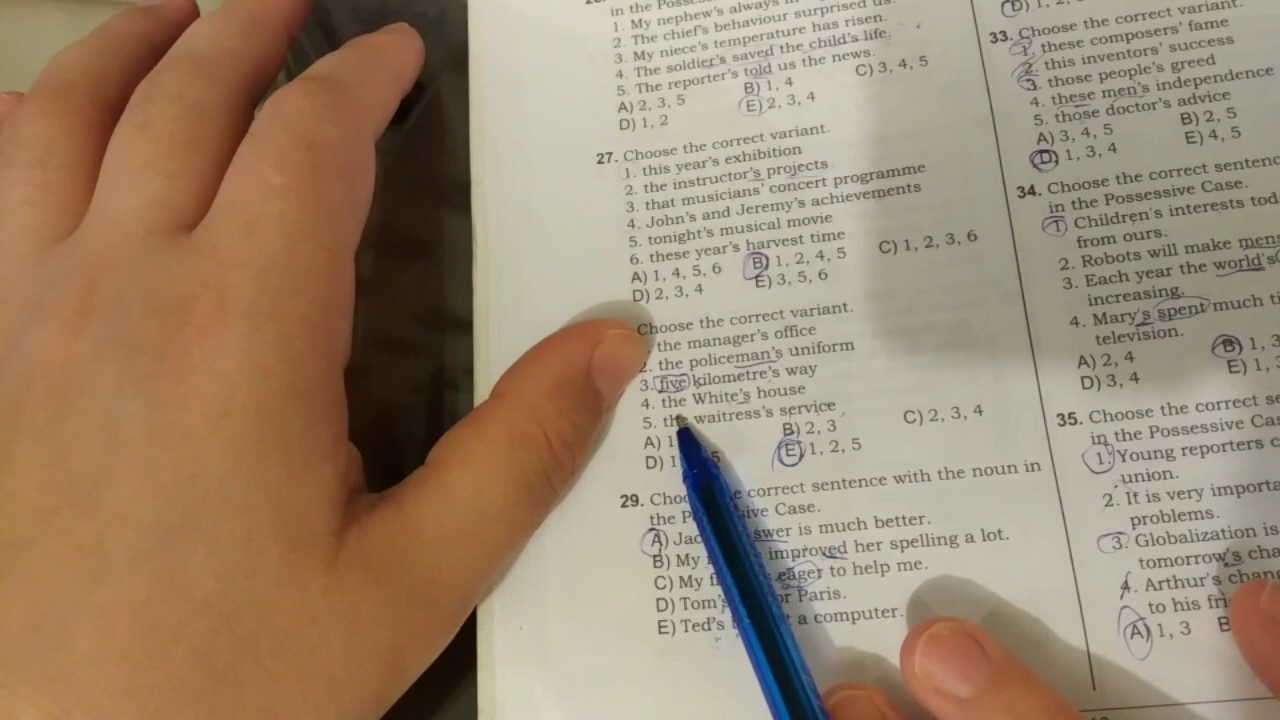 in the Posses
1. My nephew's always in
2. The chief's behaviour surprised us.
3. My niece's temperature has risen.
4. The soldier's saved the child's life.
5. The reporter's told us the news.
A) 2, 3, 5 B) 1, 4 C) 3, 4, 5
D) 1, 2 E) 2, 3, 4
27. Choose the correct variant.
1. this year's exhibition
2. the instructor's projects
3. that musicians' concert programme
4. John's and Jeremy's achievements
5. tonight's musical movie
6. these year's harvest time
A) 1, 4, 5, 6 B) 1, 2, 4, 5 C) 1, 2, 3, 6
D) 2, 3, 4 E) 3, 5, 6
Choose the correct variant.
the manager's office
2. the policeman's uniform
3. five kilometre's way
4. the White's house
5. the waitress's service
A) 1 B) 2, 3 C) 2, 3, 4
D) 1 5 E) 1, 2, 5
29. Choo e correct sentence with the noun in
the P ive Case.
A) Jac swer is much better.
B) My improved her spelling a lot.
C) My f eager to help me.
D) Tom's or Paris.
E) Ted's a computer.
D) 1, 2,
33. Choose the correct variant.
1. these composers' fame
2. this inventors' success
3. those people's greed
4. these men's independence
5. those doctor's advice
A) 3, 4, 5 B) 2, 5
D) 1, 3, 4 E) 4, 5
34. Choose the correct sentenc
in the Possessive Case.
1 Children's interests tod
from ours.
2. Robots will make mens
3. Each year the world's
increasing.
4. Mary's spent much ti
television.
A) 2, 4 B) 1, 3
D) 3, 4 E) 1,
35. Choose the correct se
in the Possessive Cas
1. Young reporters c
union.
2. It is very importa
problems.
3. Globalization is
tomorrow's cha
4. Arthur's chang
to his fri
A) 1, 3 B